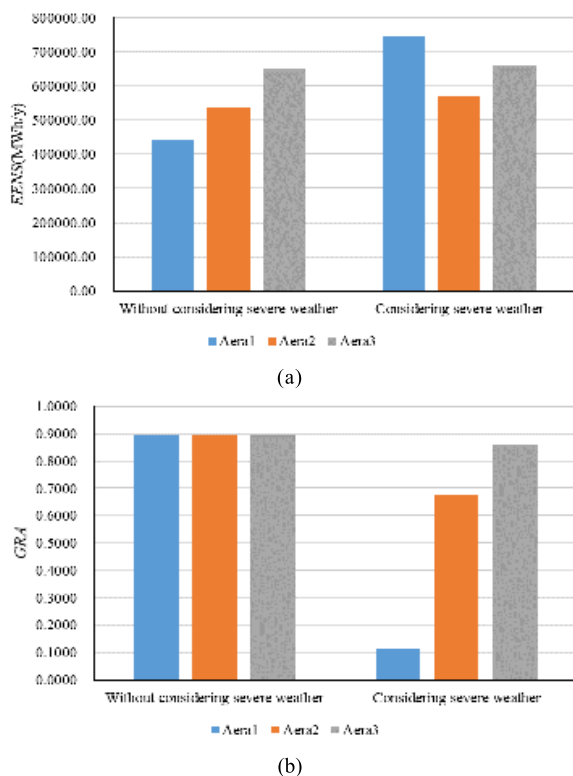 800000.00
700000.00
600000.00
500000.00
400000.00
300000.00
200000.00
100000.00
0.00
EENS(MWh/y)
Without considering severe weather Considering severe weather
Aera1 Aera2 Aera3
(a)
1.0000
0.9000
0.8000
0.7000
0.6000
0.5000
0.4000
0.3000
0.2000
0.1000
0.0000
GRA
Without considering severe weather Considering severe weather
Aera1 Aera2 Aera3
(b)